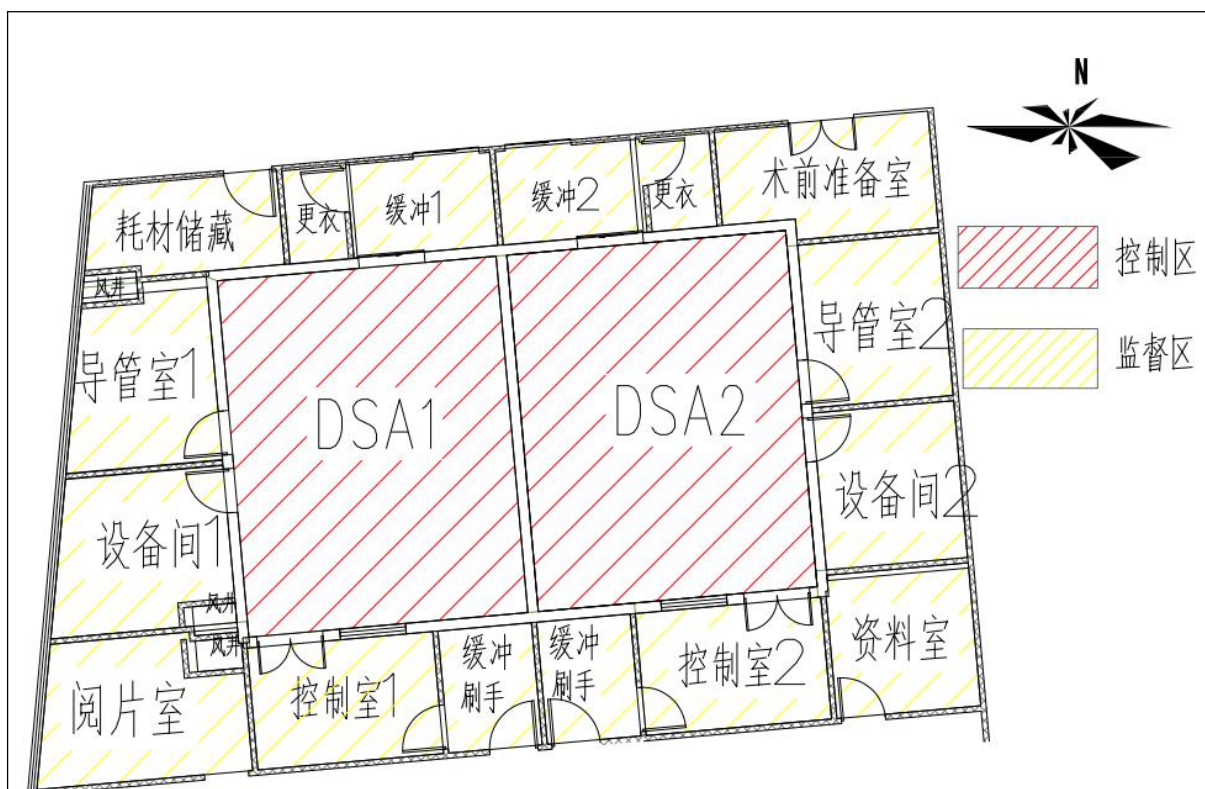 N
术前准备室
更衣
缓冲2
缓冲1
更衣
耗材储藏
控制区
风井
导管室1
导管室2
监督区
DSA1
DSA2
设备间1
设备间2
风井
风井
阅片室
控制室1
缓冲
刷手
缓冲
刷手
控制室2
资料室